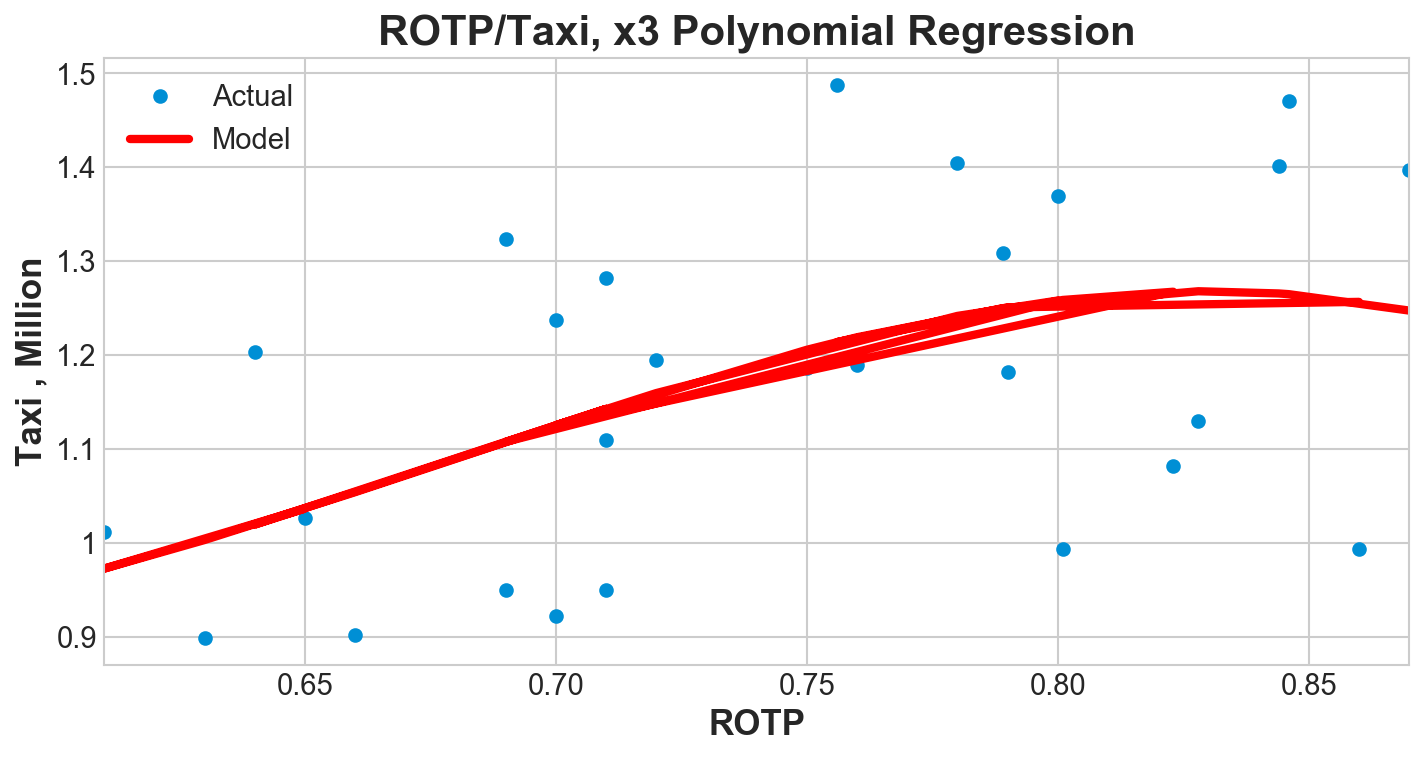 ROTP/Taxi, x3 Polynomial Regression
Actual
Model
1.5
1.4
1.3
1.2
1.1
1
0.9
Taxi , Million
0.65
0.70
0.75
0.80
0.85
ROTP